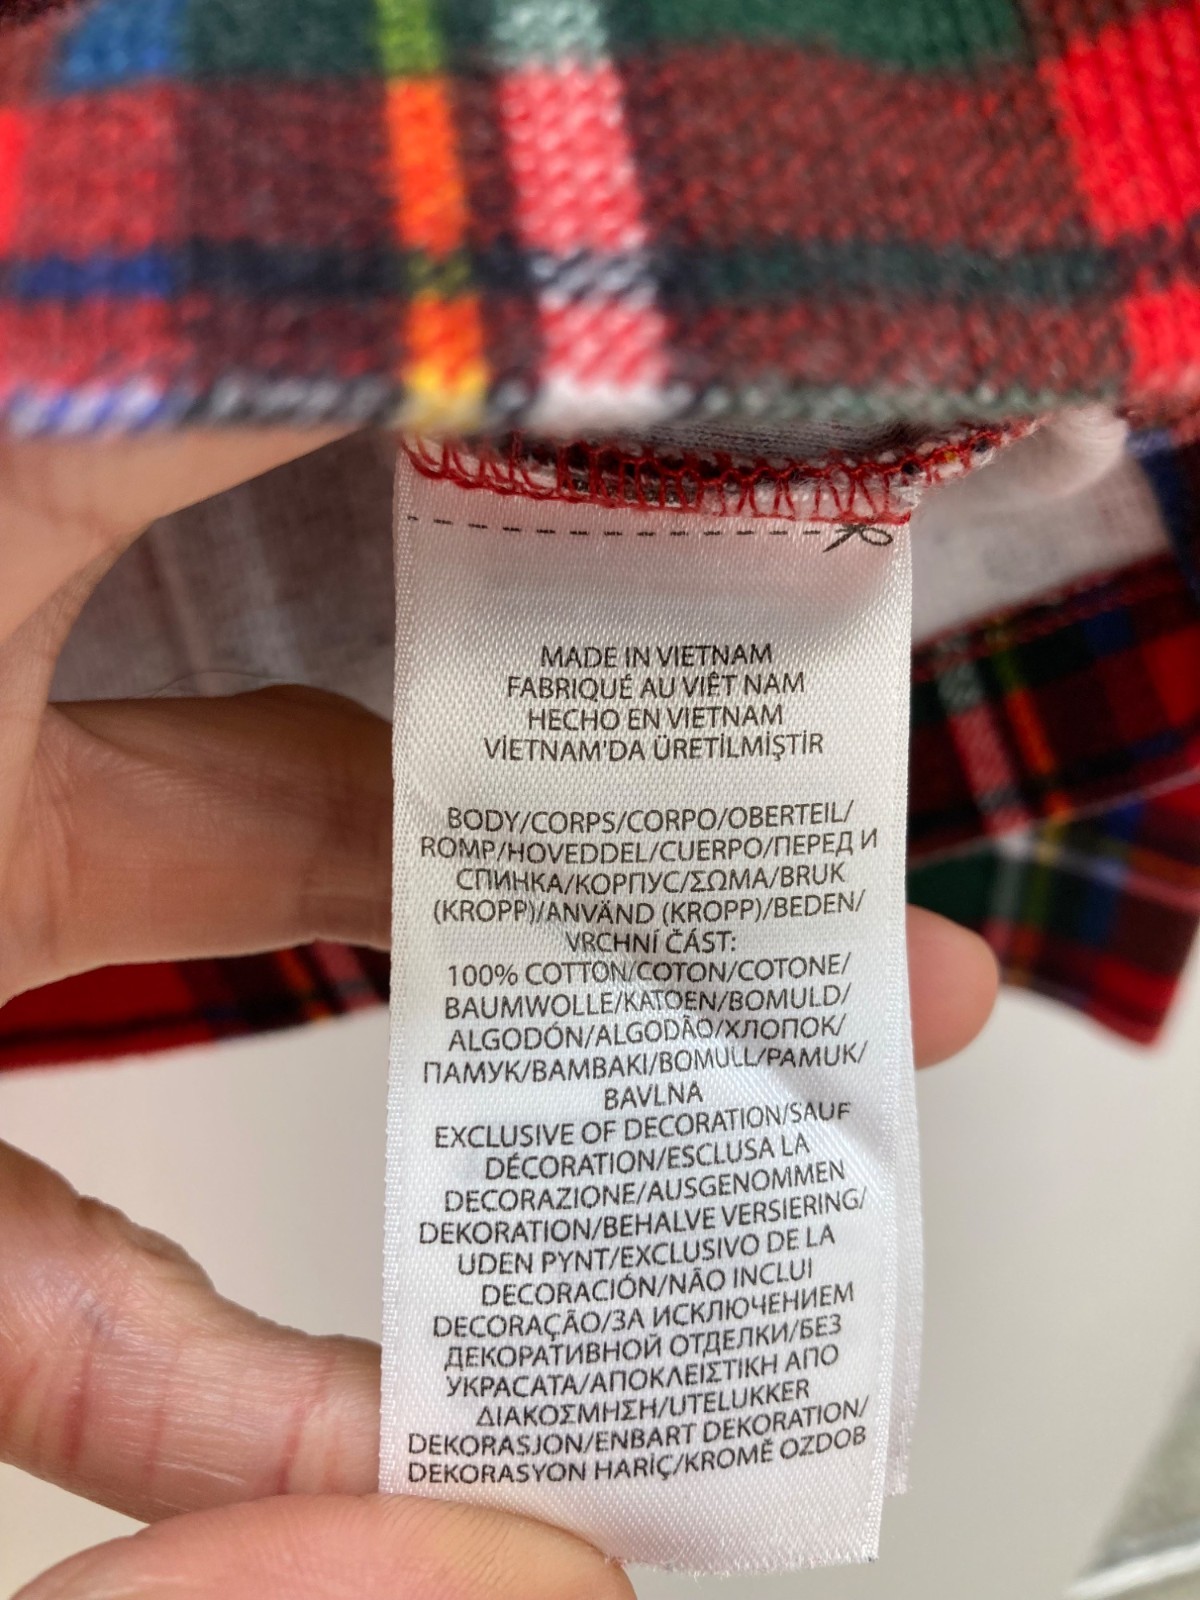 MADE IN VIETNAM
FABRIQUÉ AU VIÊT NAM
HECHO EN VIETNAM
VİETNAM'DA ÜRETİLMİŞTİR
BODY/CORPS/CORPO/OBERTEIL/
ROMP/HOVEDDEL/CUERPO/ПЕРЕД И
СПИНКА/КОРПУС/ΣΩΜΑ/BRUK
(KROPP)/ANVÄND (KROPP)/BEDEN/
VRCHNÍ ČÁST:
100% COTTON/COTON/COTONE/
BAUMWOLLE/KATOEN/BOMULD/
ALGODÓN/ALGODÃO/ХЛОПОК/
ПАМУК/ΒΑΜΒΑΚΙ/BOMULL/PAMUK/
BAVLNA
EXCLUSIVE OF DECORATION/SAUF
DÉCORATION/ESCLUSA LA
DECORAZIONE/AUSGENOMMEN
DEKORATION/BEHALVE VERSIERING/
UDEN PYNT/EXCLUSIVO DE LA
DECORACIÓN/NÃO INCLUI
DECORAÇÃO/ЗА ИСКЛЮЧЕНИЕМ
ДЕКОРАТИВНОЙ ОТДЕЛКИ/БЕЗ
УКРАСАТА/ΑΠΟΚΛΕΙΣΤΙΚΗ ΑΠΟ
ΔΙΑΚΟΣΜΗΣΗ/UTELUKKER
DEKORASJON/ENBART DEKORATION/
DEKORASYON HARİÇ/KROMĚ OZDOB